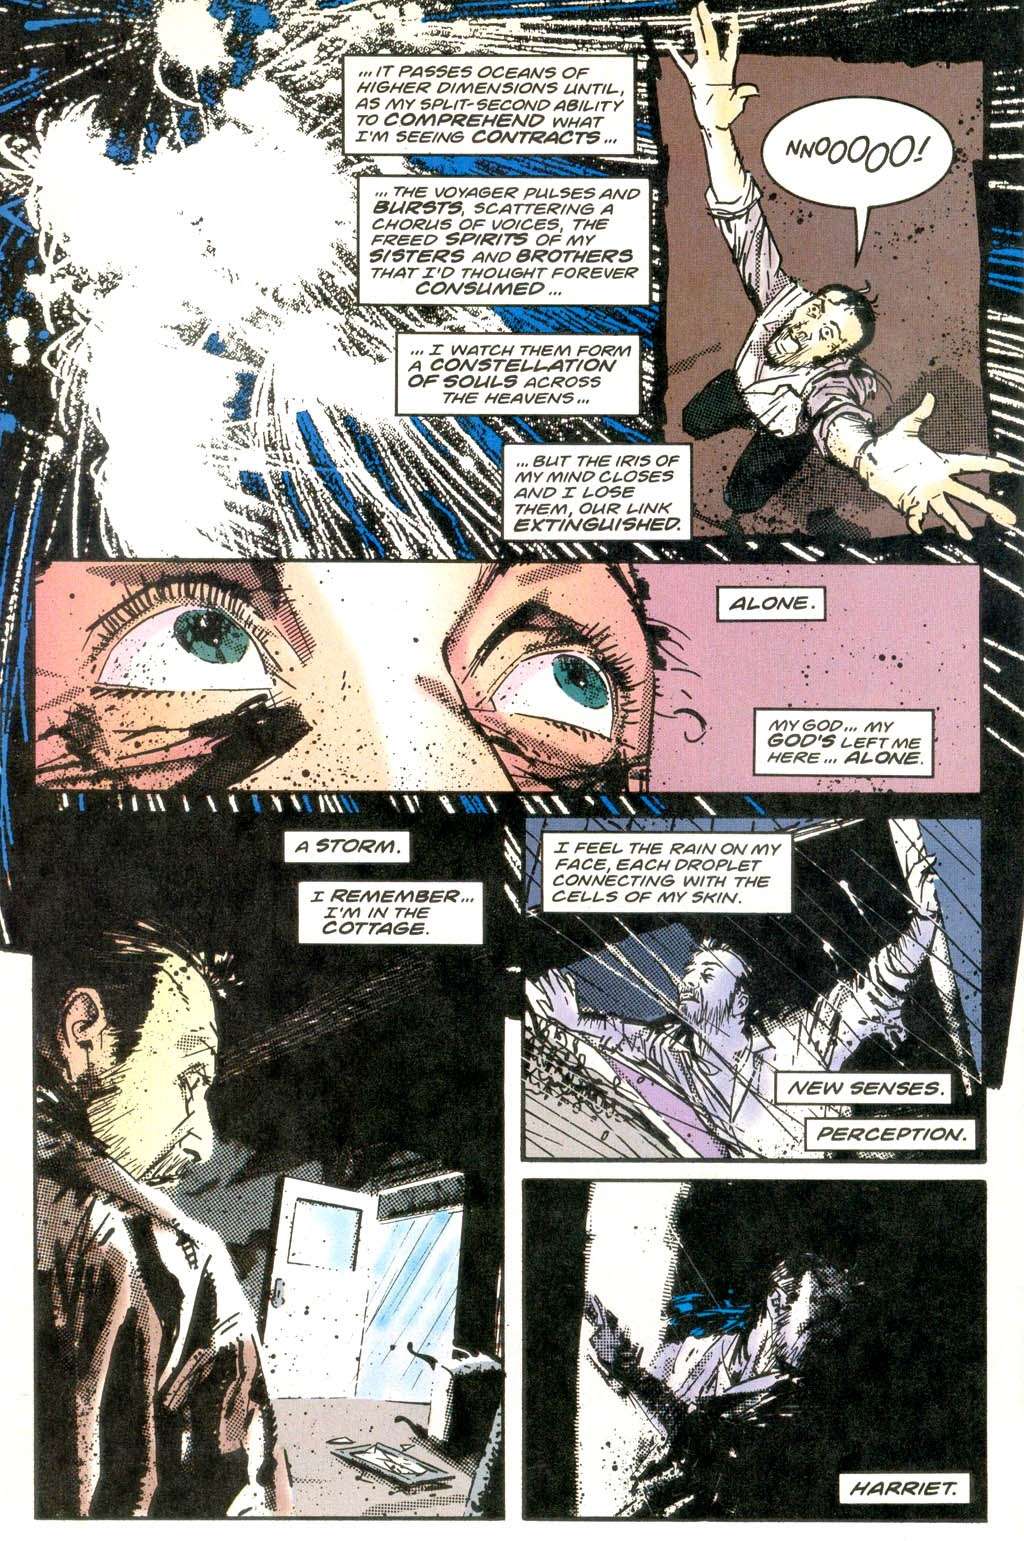 ... IT PASSES OCEANS OF
HIGHER DIMENSIONS UNTIL,
AS MY SPLIT-SECOND ABILITY
TO COMPREHEND WHAT
I'M SEEING CONTRACTS ...
... THE VOYAGER PULSES AND
BURSTS, SCATTERING A
CHORUS OF VOICES, THE
FREED SPIRITS OF MY
SISTERS AND BROTHERS
THAT I'D THOUGHT FOREVER
CONSUMED ...
... I WATCH THEM FORM
A CONSTELLATION
OF SOULS ACROSS
THE HEAVENS ...
... BUT THE IRIS OF
MY MIND CLOSES
AND I LOSE
THEM, OUR LINK
EXTINGUISHED.
NNOOOOO!
ALONE.
MY GOD ... MY
GOD'S LEFT ME
HERE ... ALONE.
A STORM.
I REMEMBER ...
I'M IN THE
COTTAGE.
I FEEL THE RAIN ON MY
FACE, EACH DROPLET
CONNECTING WITH THE
CELLS OF MY SKIN.
NEW SENSES.
PERCEPTION.
HARRIET.